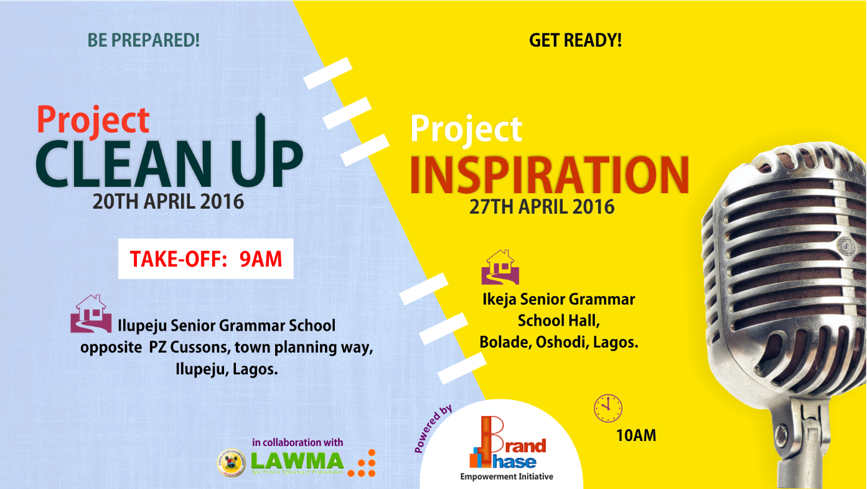 BE PREPARED!
Project
CLEAN UP
20TH APRIL 2016
TAKE-OFF: 9AM
Ilupeju Senior Grammar School
opposite PZ Cussons, town planning way,
Ilupeju, Lagos.
in collaboration with
LAWMA
GET READY!
Project
INSPIRATION
27TH APRIL 2016
Ikeja Senior Grammar
School Hall,
Bolade, Oshodi, Lagos.
10AM
Powered by
Brand
Phase
Empowerment Initiative